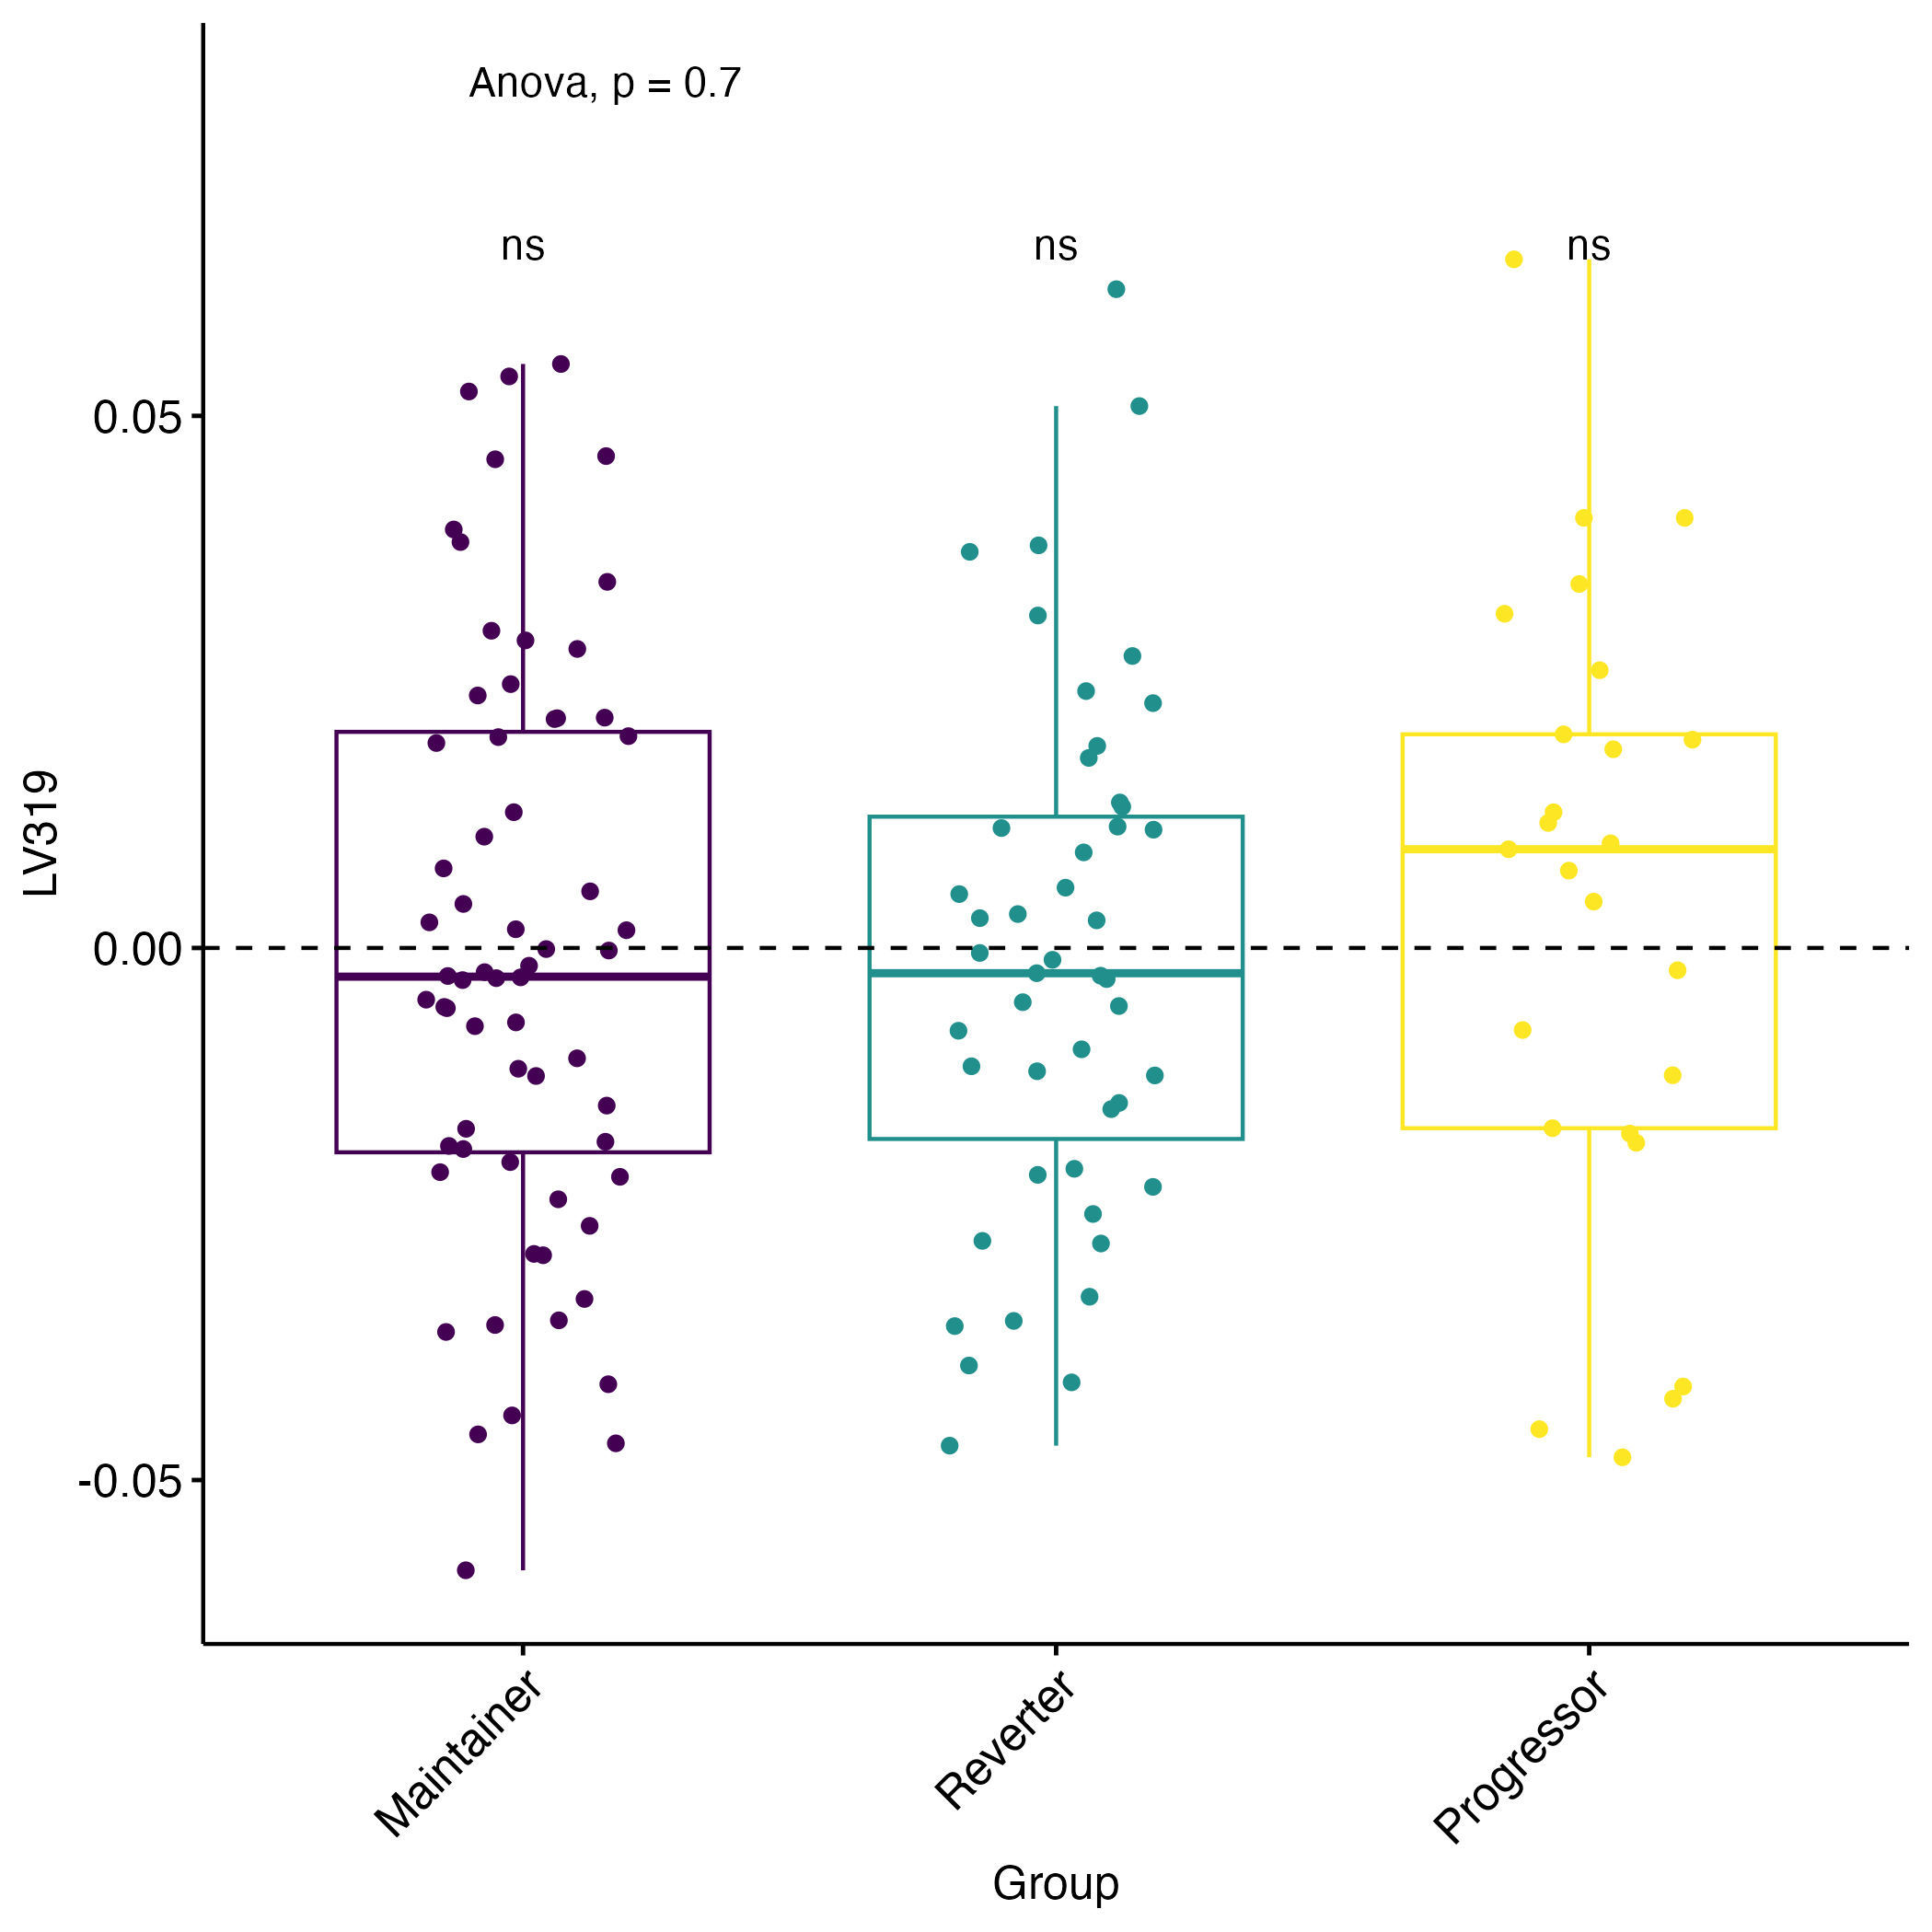 Anova, p = 0.7
ns ns ns
0.05
0.00
-0.05
LV319
Maintainer
Reverter
Progressor
Group